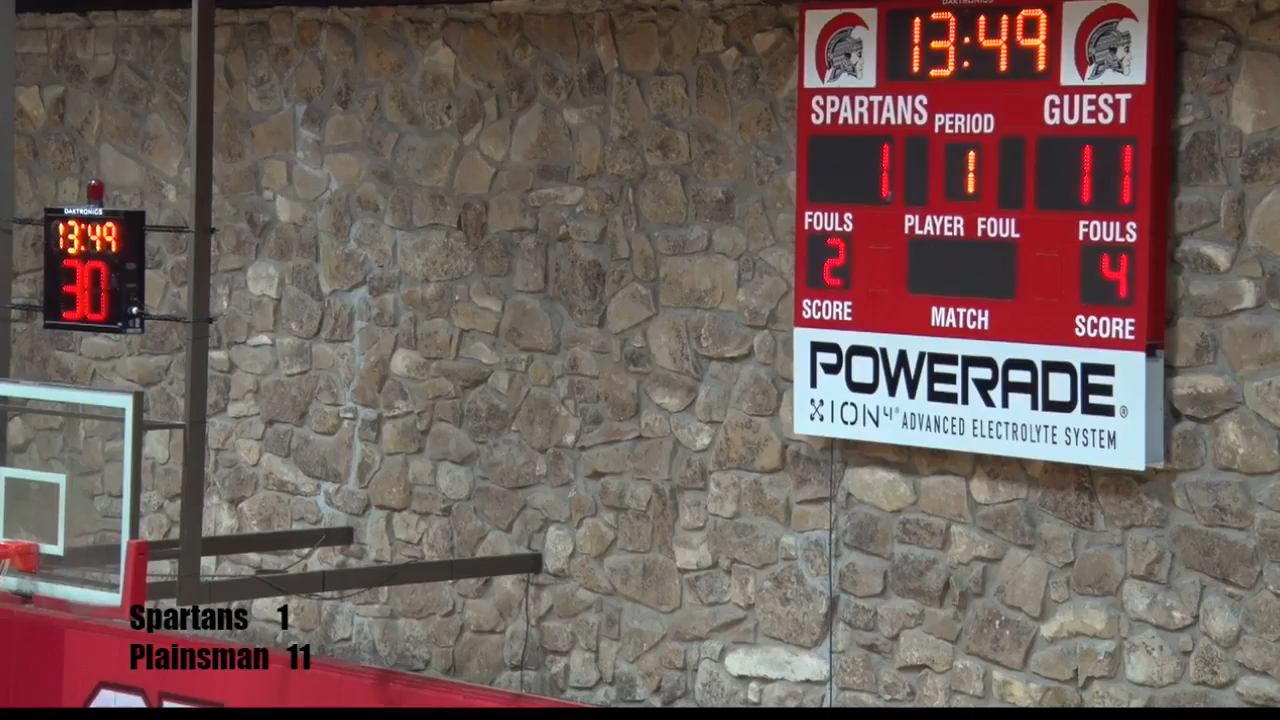 DAKTRONICS
13:49
SPARTANS PERIOD GUEST
1 1 11
FOULS PLAYER FOUL FOULS
2 4
SCORE MATCH SCORE
POWERADE®
ION4® ADVANCED ELECTROLYTE SYSTEM
DAKTRONICS
13:49
30
Spartans 1
Plainsman 11